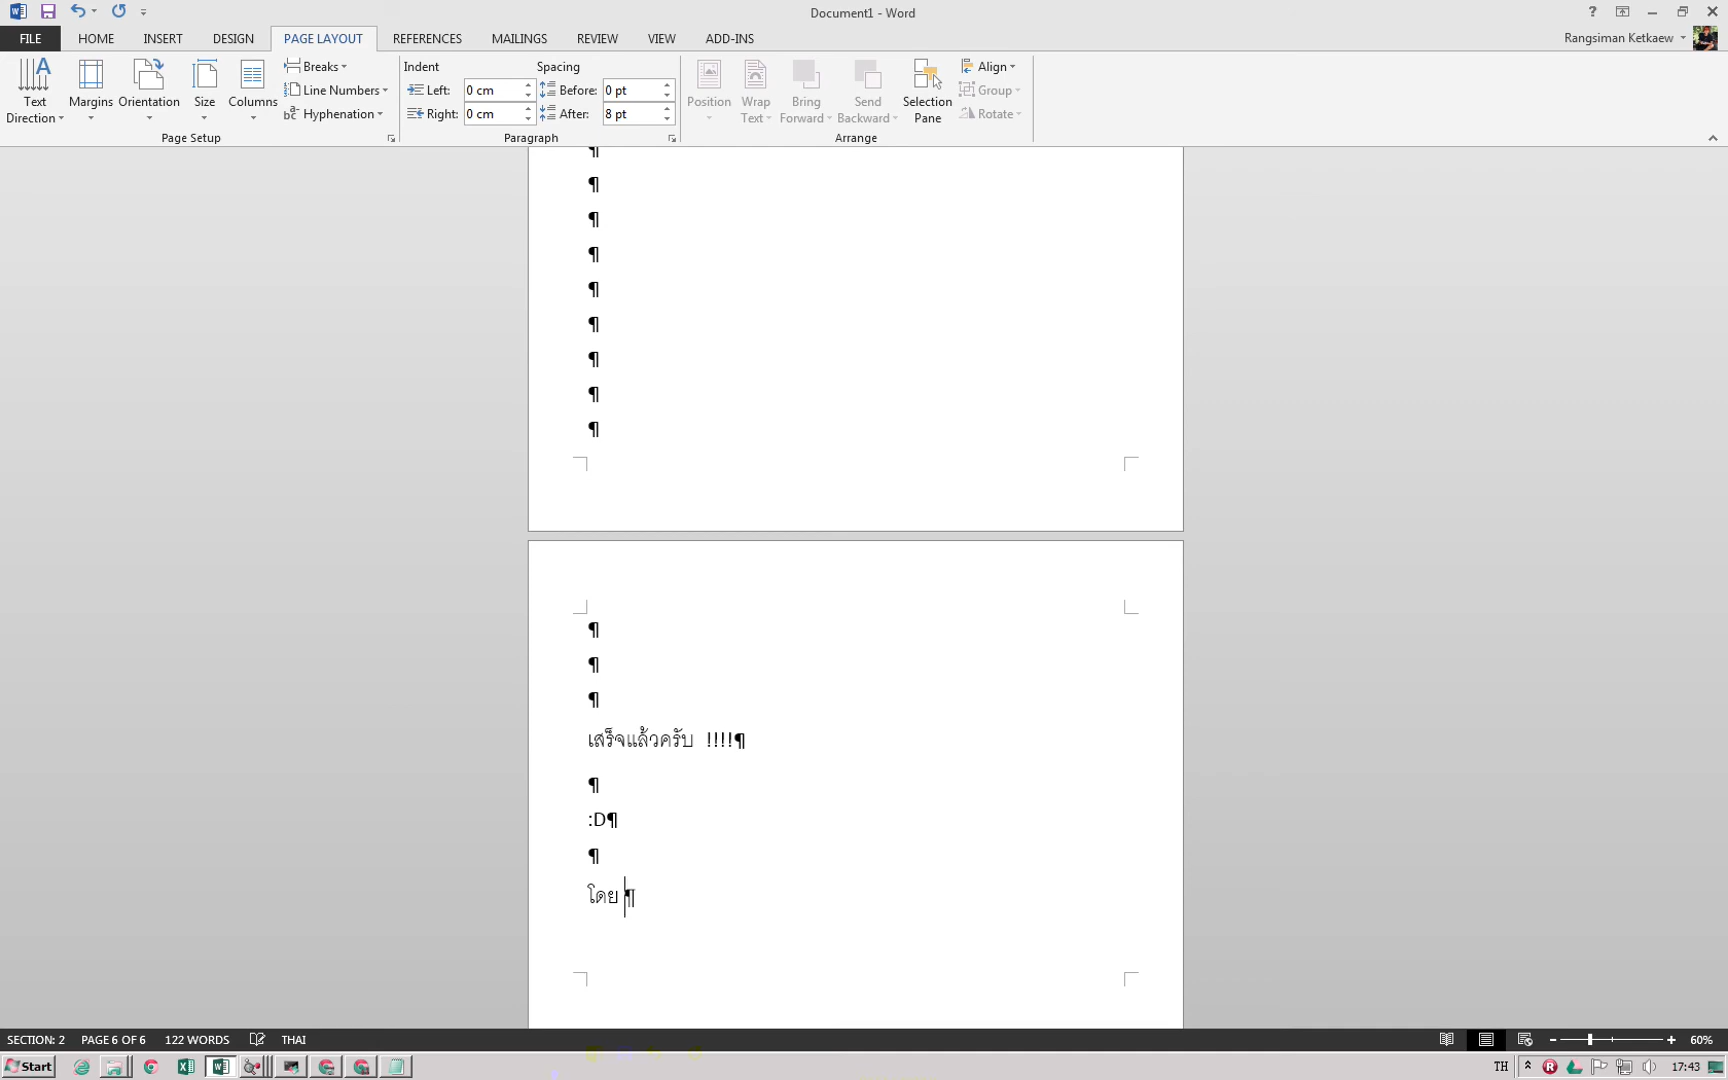 Document1 - Word
FILE HOME INSERT DESIGN PAGE LAYOUT REFERENCES MAILINGS REVIEW VIEW ADD-INS
Rangsiman Ketkaew
Text Direction
Margins
Orientation
Size
Columns
Breaks
Line Numbers
Hyphenation
Page Setup
Indent
Left: 0 cm
Right: 0 cm
Spacing
Before: 0 pt
After: 8 pt
Paragraph
Position
Wrap Text
Bring Forward
Send Backward
Selection Pane
Align
Group
Rotate
Arrange
¶
¶
¶
¶
¶
¶
¶
¶
¶
¶
¶
¶
เสร็จแล้วครับ !!!!¶
¶
:D¶
¶
โดย ¶
SECTION: 2 PAGE 6 OF 6 122 WORDS THAI
60%
Start
TH
17:43